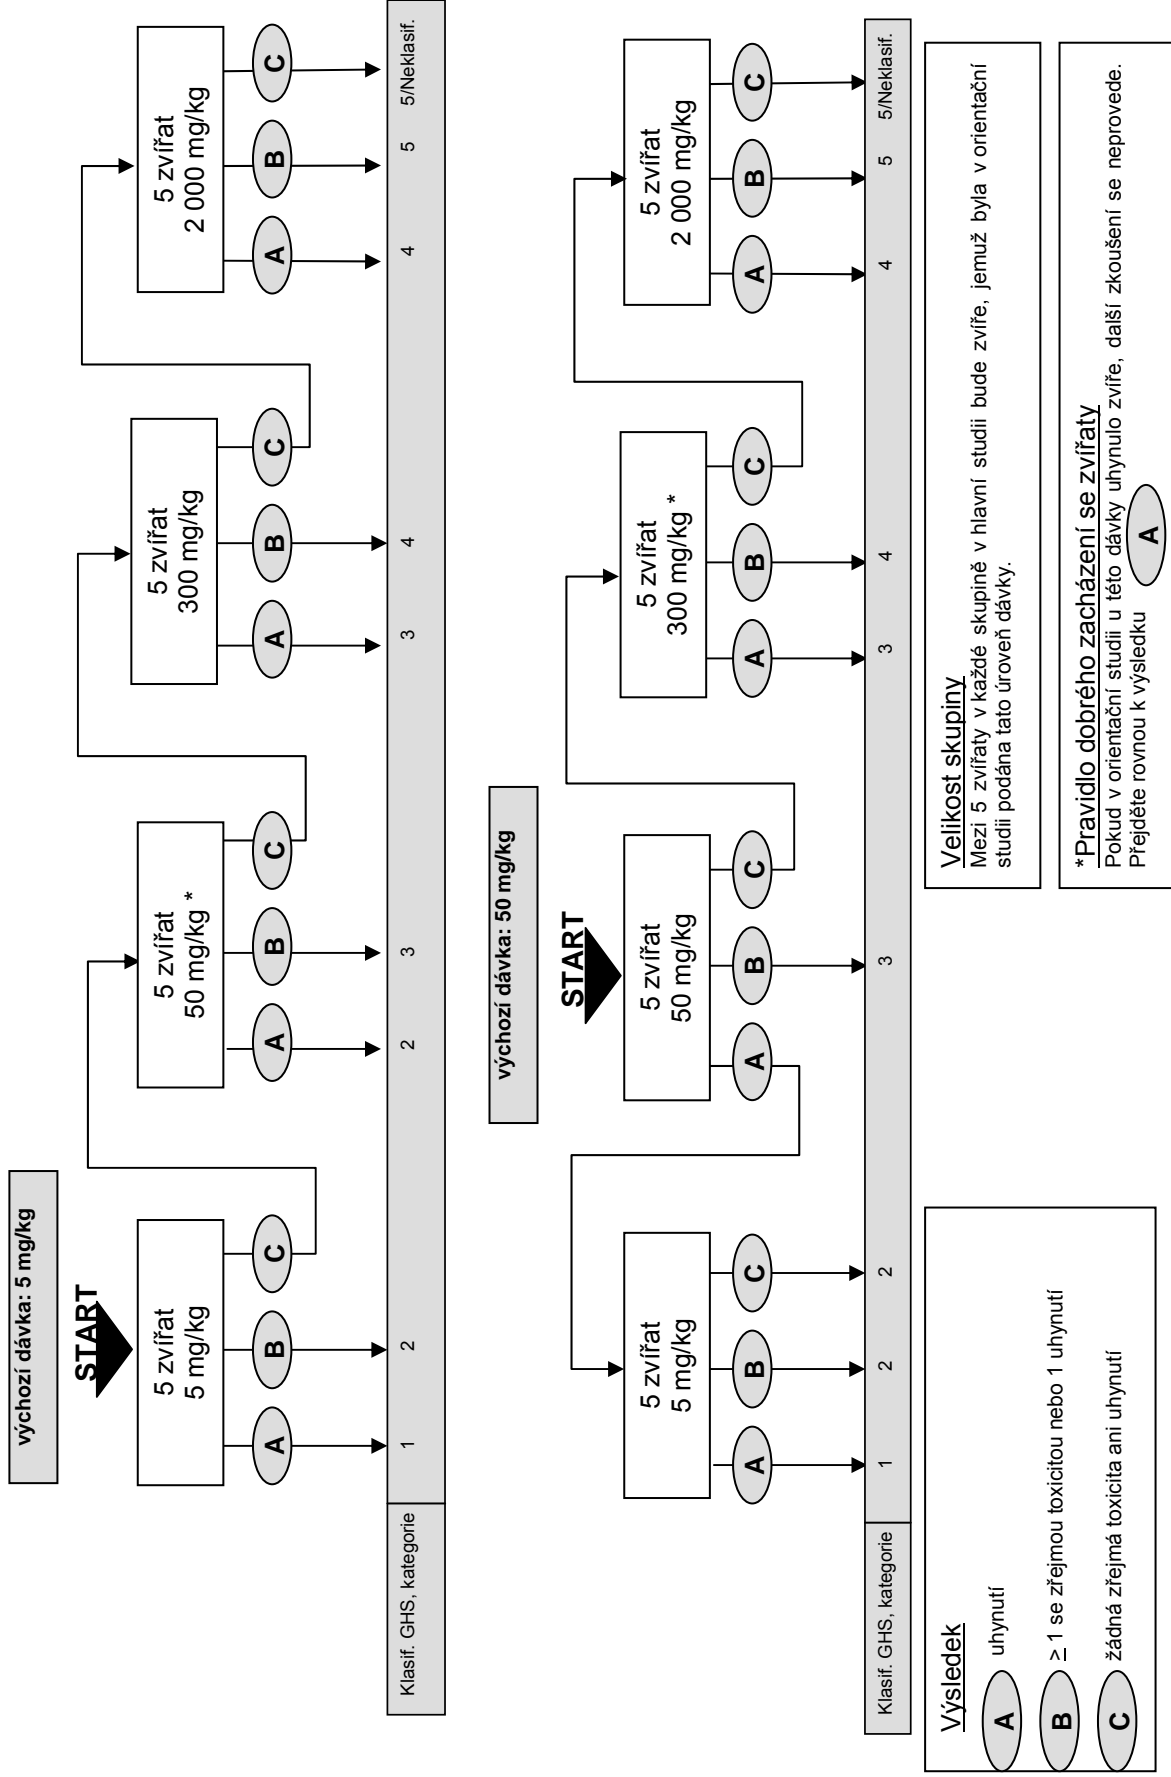 výchozí dávka: 5 mg/kg
START
5 zvířat
5 mg/kg
A
B
C
5 zvířat
50 mg/kg *
A
B
C
5 zvířat
300 mg/kg
A
B
C
5 zvířat
2 000 mg/kg
A
B
C
Klasif. GHS, kategorie
1
2
2
3
3
4
4
5
5/Neklasif.
výchozí dávka: 50 mg/kg
START
5 zvířat
5 mg/kg
A
B
C
5 zvířat
50 mg/kg
A
B
C
5 zvířat
300 mg/kg *
A
B
C
5 zvířat
2 000 mg/kg
A
B
C
Klasif. GHS, kategorie
1
2
2
3
3
4
4
5
5/Neklasif.
Výsledek
A uhynutí
B ≥ 1 se zřejmou toxicitou nebo 1 uhynutí
C žádná zřejmá toxicita ani uhynutí
Velikost skupiny
Mezi 5 zvířaty v každé skupině v hlavní studii bude zvíře, jemuž byla v orientační
studii podána tato úroveň dávky.
*Pravidlo dobrého zacházení se zvířaty
Pokud v orientační studii u této dávky uhynulo zvíře, další zkoušení se neprovede.
Přejděte rovnou k výsledku A